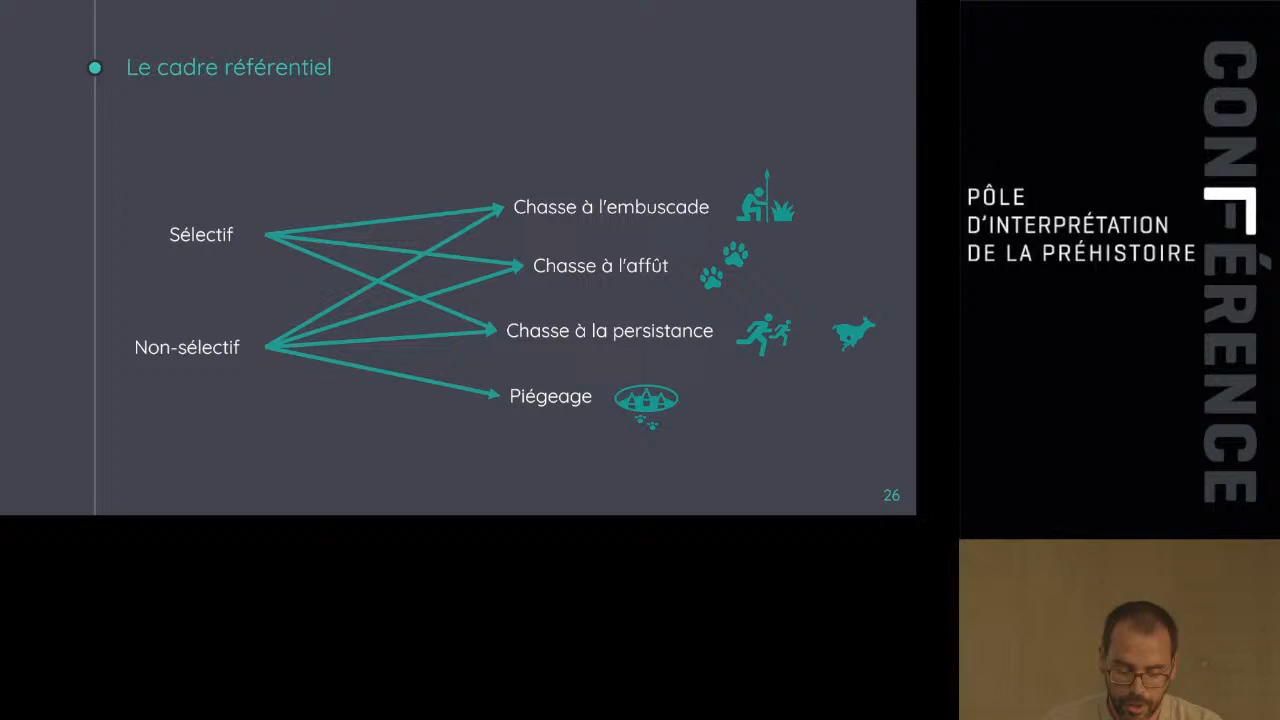 Le cadre référentiel
Sélectif
Non-sélectif
Chasse à l'embuscade
Chasse à l'affût
Chasse à la persistance
Piégeage
26
PÔLE
D'INTERPRÉTATION
DE LA PRÉHISTOIRE
CONFÉRENCE